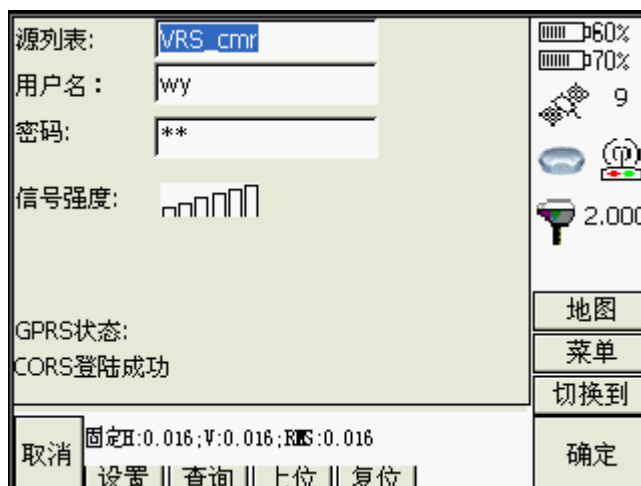 源列表: VRS_cmr
用户名： wy
密码: **
信号强度:
GPRS状态:
CORS登陆成功
60%
70%
9
2.000
地图
菜单
切换到
取消
固定H:0.016;V:0.016;RMS:0.016
设置
查询
上位
复位
确定